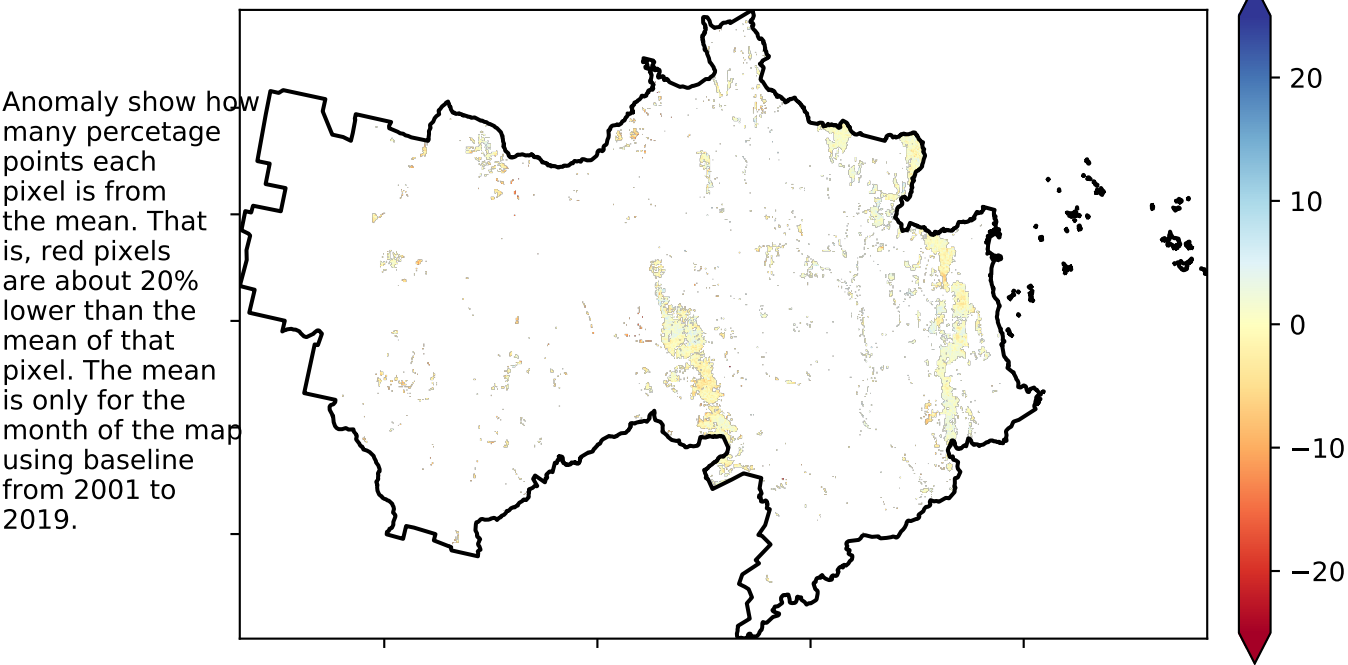 Anomaly show how
many percetage
points each
pixel is from
the mean. That
is, red pixels
are about 20%
lower than the
mean of that
pixel. The mean
is only for the
month of the map
using baseline
from 2001 to
2019.
20
10
0
−10
−20